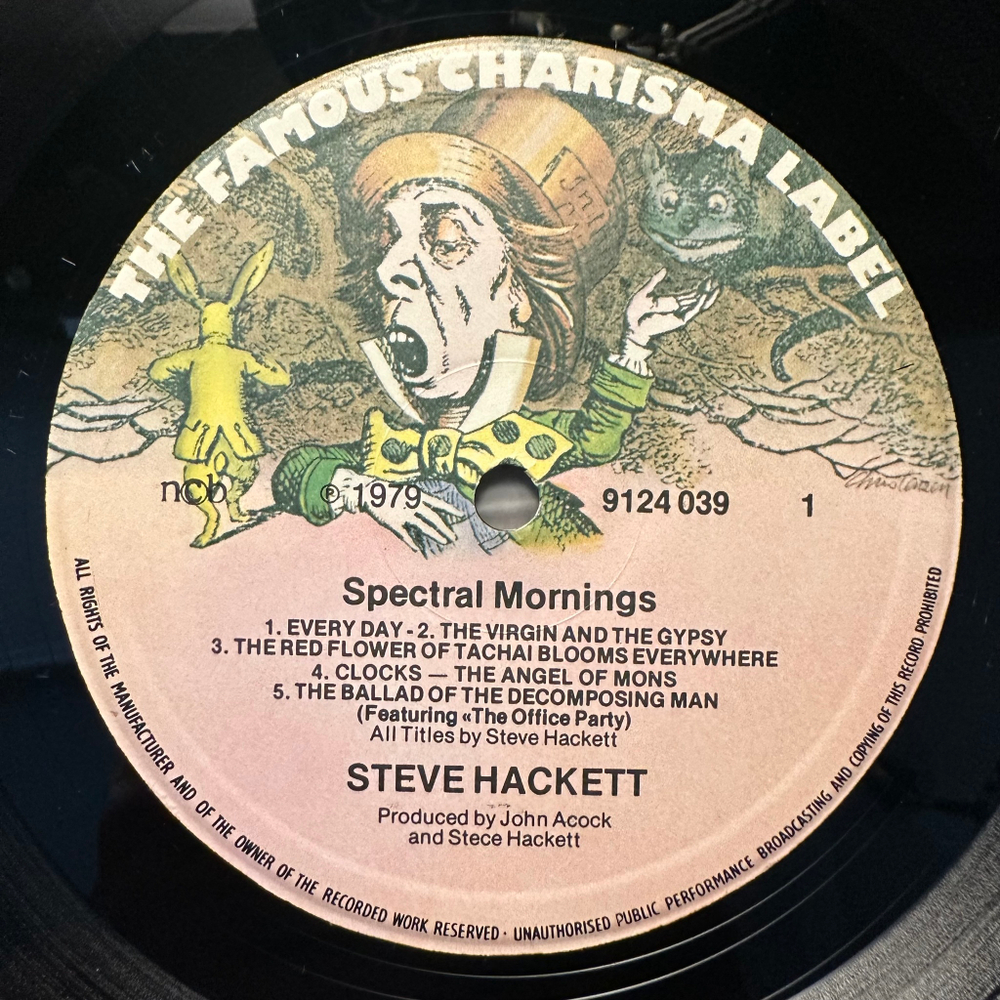 THE FAMOUS CHARISMA LABEL
ncb ℗ 1979 9124 039 1
Spectral Mornings
1. EVERY DAY - 2. THE VIRGIN AND THE GYPSY
3. THE RED FLOWER OF TACHAI BLOOMS EVERYWHERE
4. CLOCKS — THE ANGEL OF MONS
5. THE BALLAD OF THE DECOMPOSING MAN
(Featuring «The Office Party)
All Titles by Steve Hackett
STEVE HACKETT
Produced by John Acock
and Stece Hackett
ALL RIGHTS OF THE MANUFACTURER AND OF THE OWNER OF THE RECORDED WORK RESERVED · UNAUTHORISED PUBLIC PERFORMANCE BROADCASTING AND COPYING OF THIS RECORD PROHIBITED